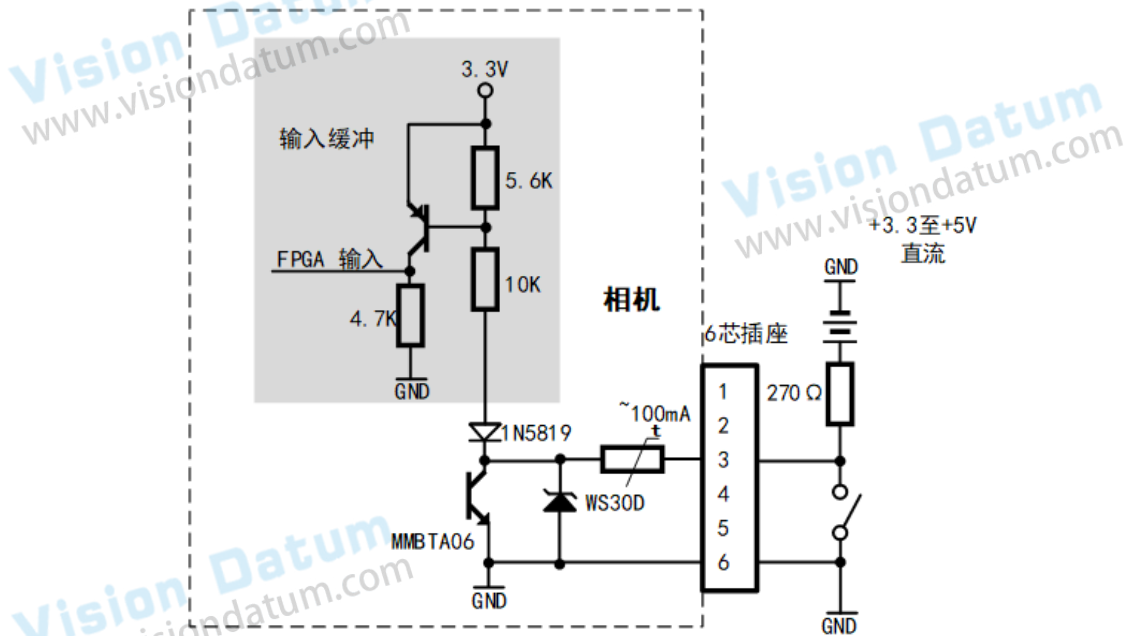 Vision Datum
www.visiondatum.com
3.3V
输入缓冲
5.6K
Vision Datum
www.visiondatum.com
+3.3至+5V
直流
FPGA 输入
GND
10K
相机
4.7K
6芯插座
GND
1
270Ω
~100mA
2
t
1N5819
3
4
WS30D
5
MMBTA06
6
Vision Datum
visiondatum.com
GND
GND